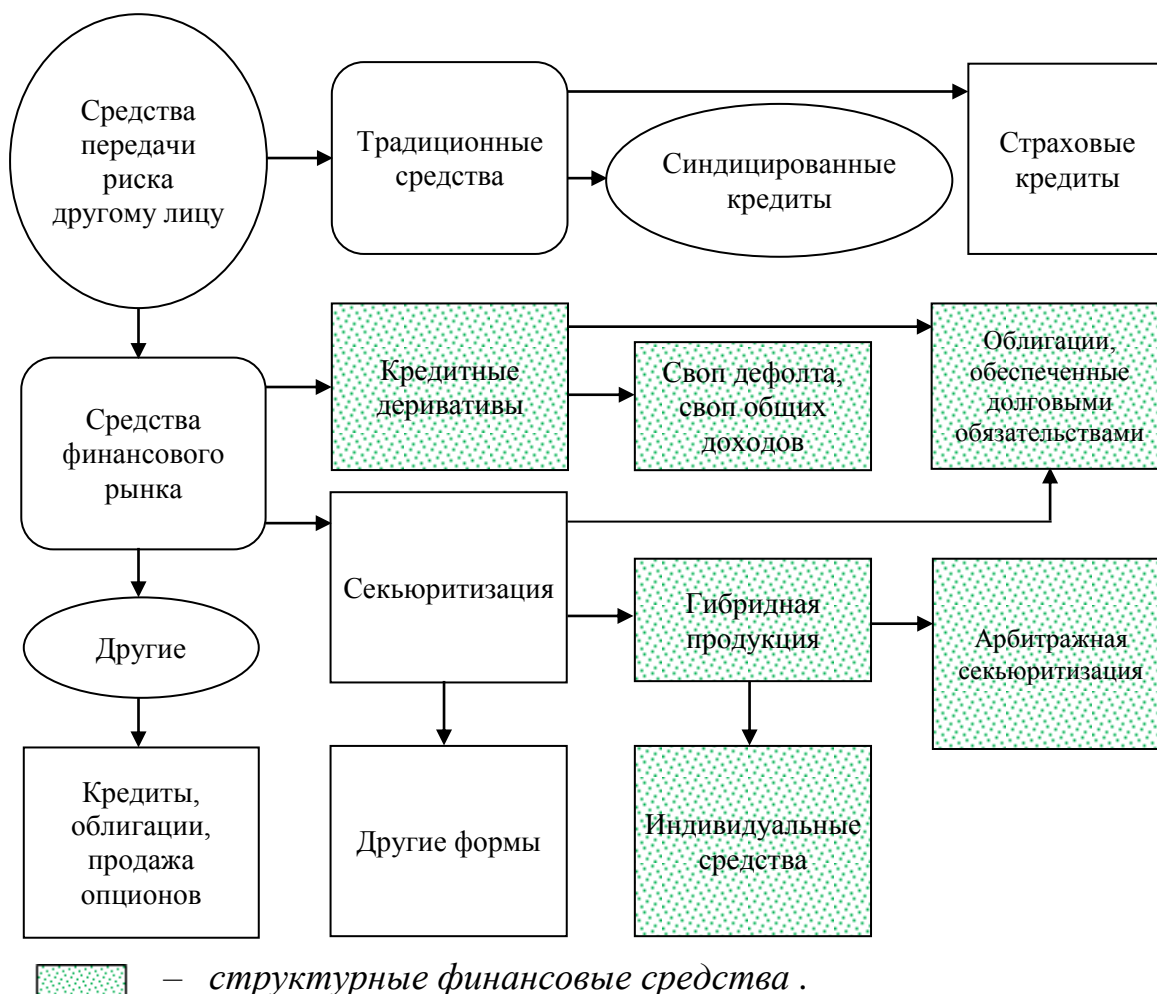 Средства
передачи
риска
другому лицу
Традиционные
средства
Синдицированные
кредиты
Страховые
кредиты
Средства
финансового
рынка
Кредитные
деривативы
Своп дефолта,
своп общих
доходов
Облигации,
обеспеченные
долговыми
обязательствами
Секьюритизация
Гибридная
продукция
Арбитражная
секьюритизация
Другие
Кредиты,
облигации,
продажа
опционов
Другие формы
Индивидуальные
средства
– структурные финансовые средства .